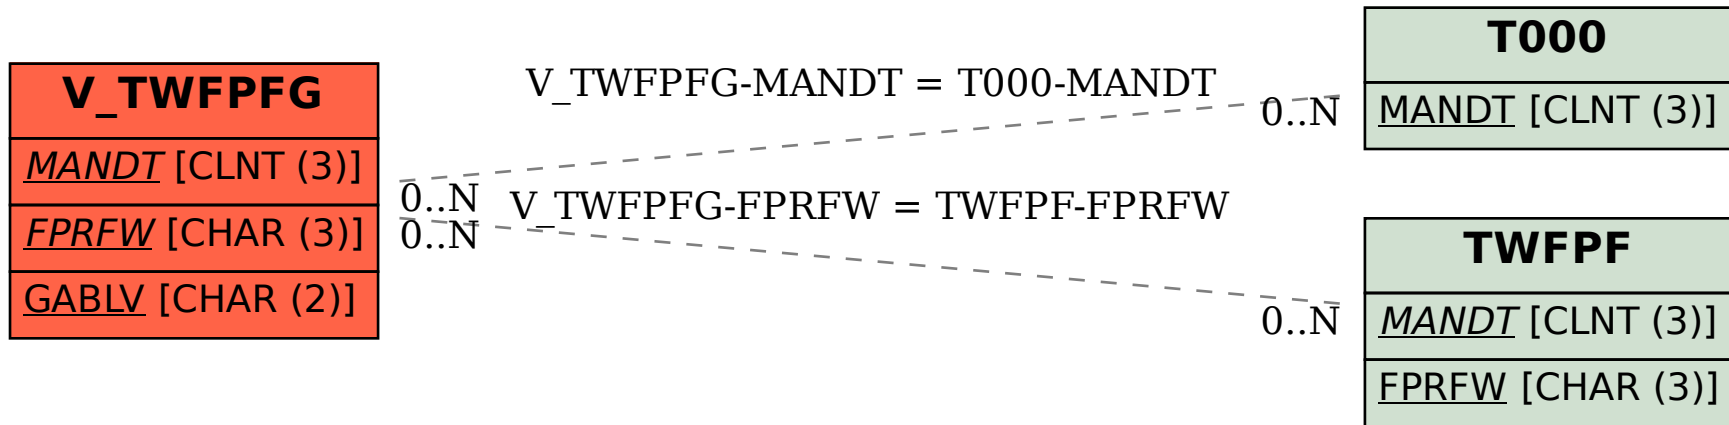 V_TWFPFG
MANDT [CLNT (3)]
FPRFW [CHAR (3)]
GABLV [CHAR (2)]
V_TWFPFG-MANDT = T000-MANDT
0..N
0..N
V_TWFPFG-FPRFW = TWFPF-FPRFW
0..N
0..N
T000
MANDT [CLNT (3)]
TWFPF
MANDT [CLNT (3)]
FPRFW [CHAR (3)]